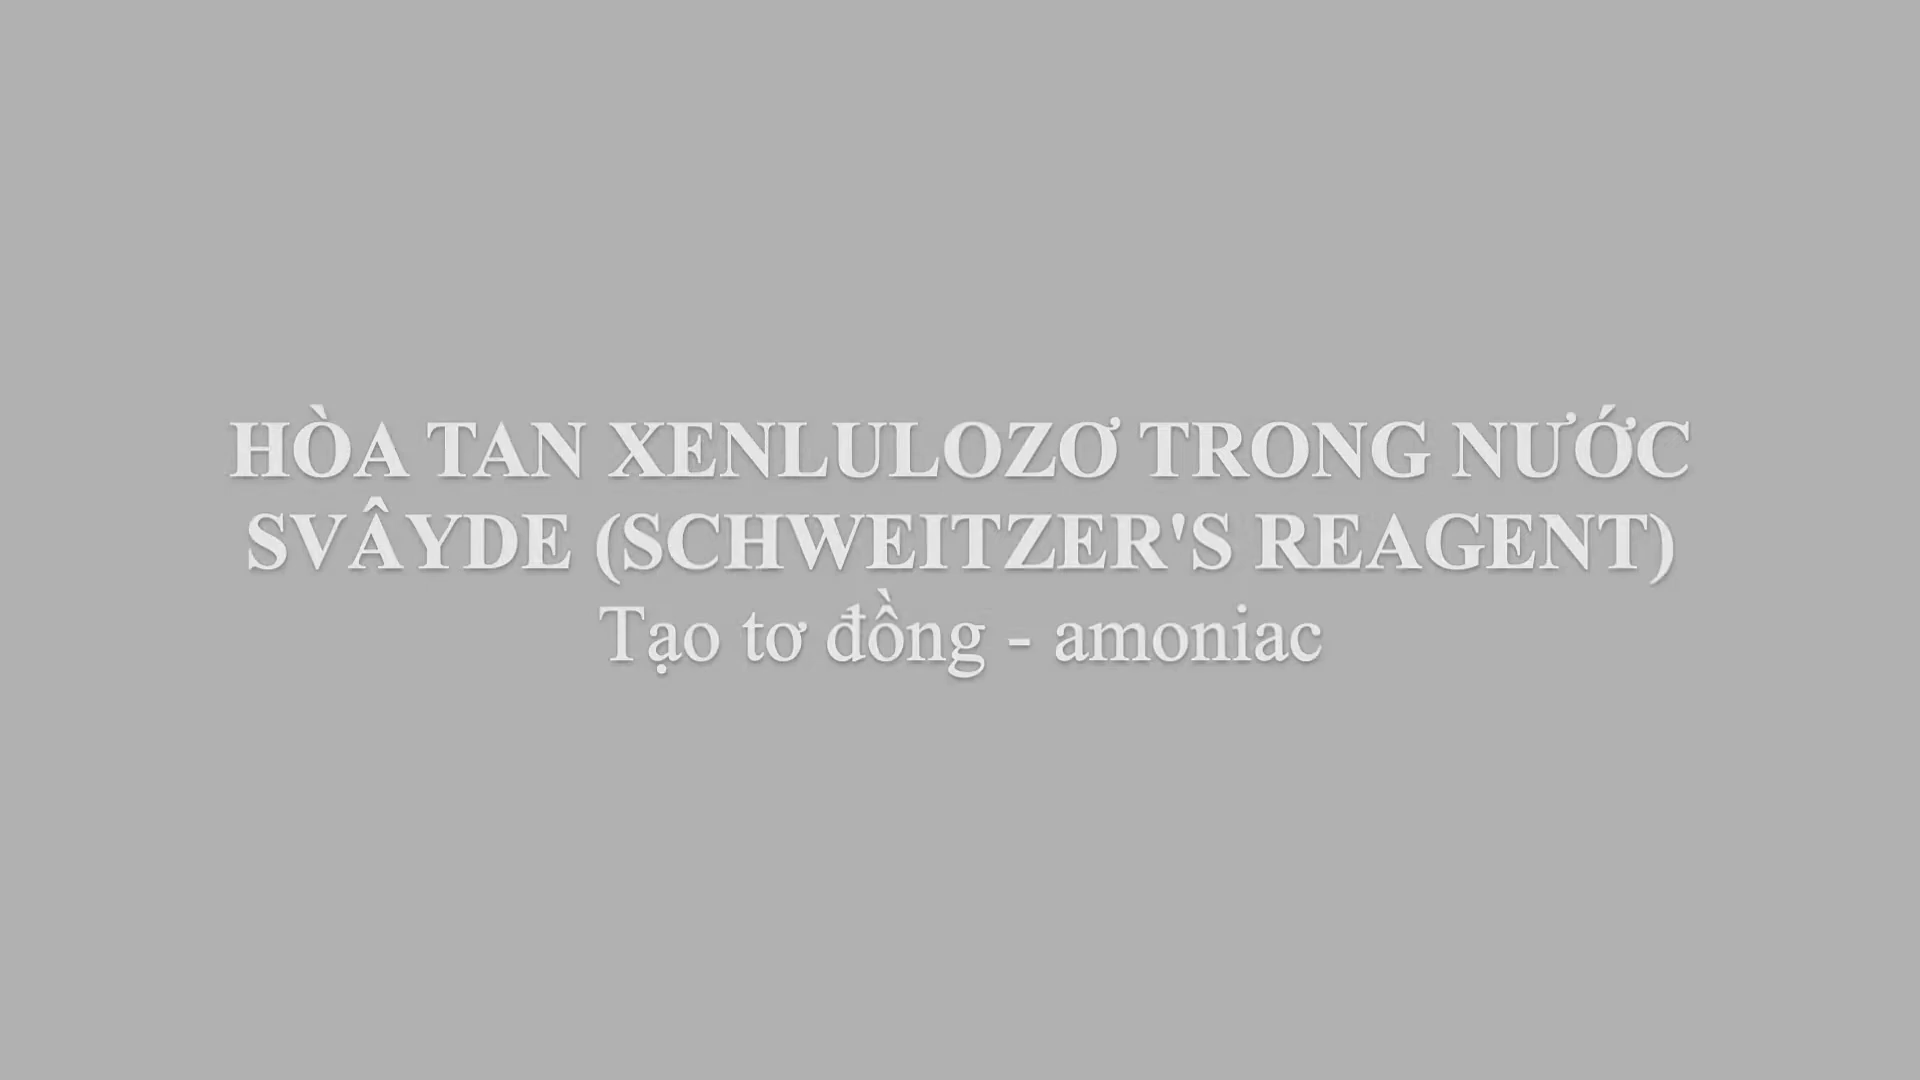 HÒA TAN XENLULOZƠ TRONG NƯỚC
SVÂYDE (SCHWEITZER'S REAGENT)
Tạo tơ đồng - amoniac